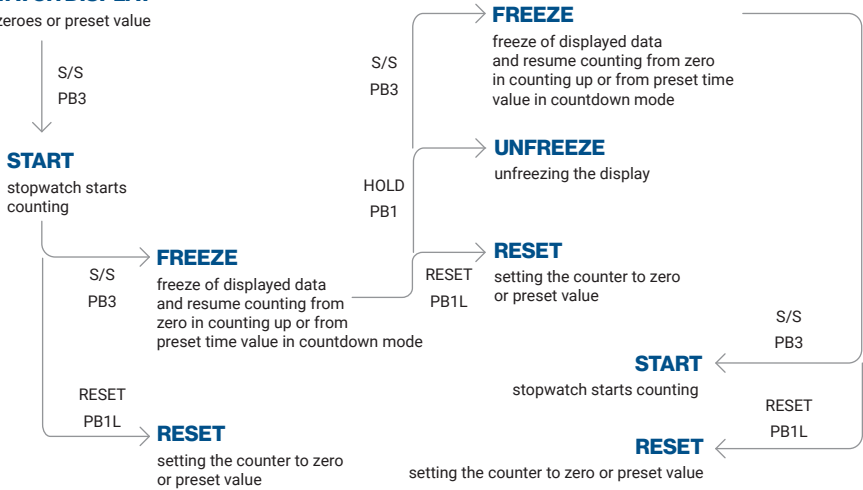 zeroes or preset value
S/S
PB3
START
stopwatch starts
counting
S/S
PB3
FREEZE
freeze of displayed data
and resume counting from
zero in counting up or from
preset time value in countdown mode
RESET
PB1L
RESET
setting the counter to zero
or preset value
S/S
PB3
FREEZE
freeze of displayed data
and resume counting from zero
in counting up or from preset time
value in countdown mode
HOLD
PB1
UNFREEZE
unfreezing the display
RESET
PB1L
RESET
setting the counter to zero
or preset value
S/S
PB3
START
stopwatch starts counting
RESET
PB1L
RESET
setting the counter to zero or preset value